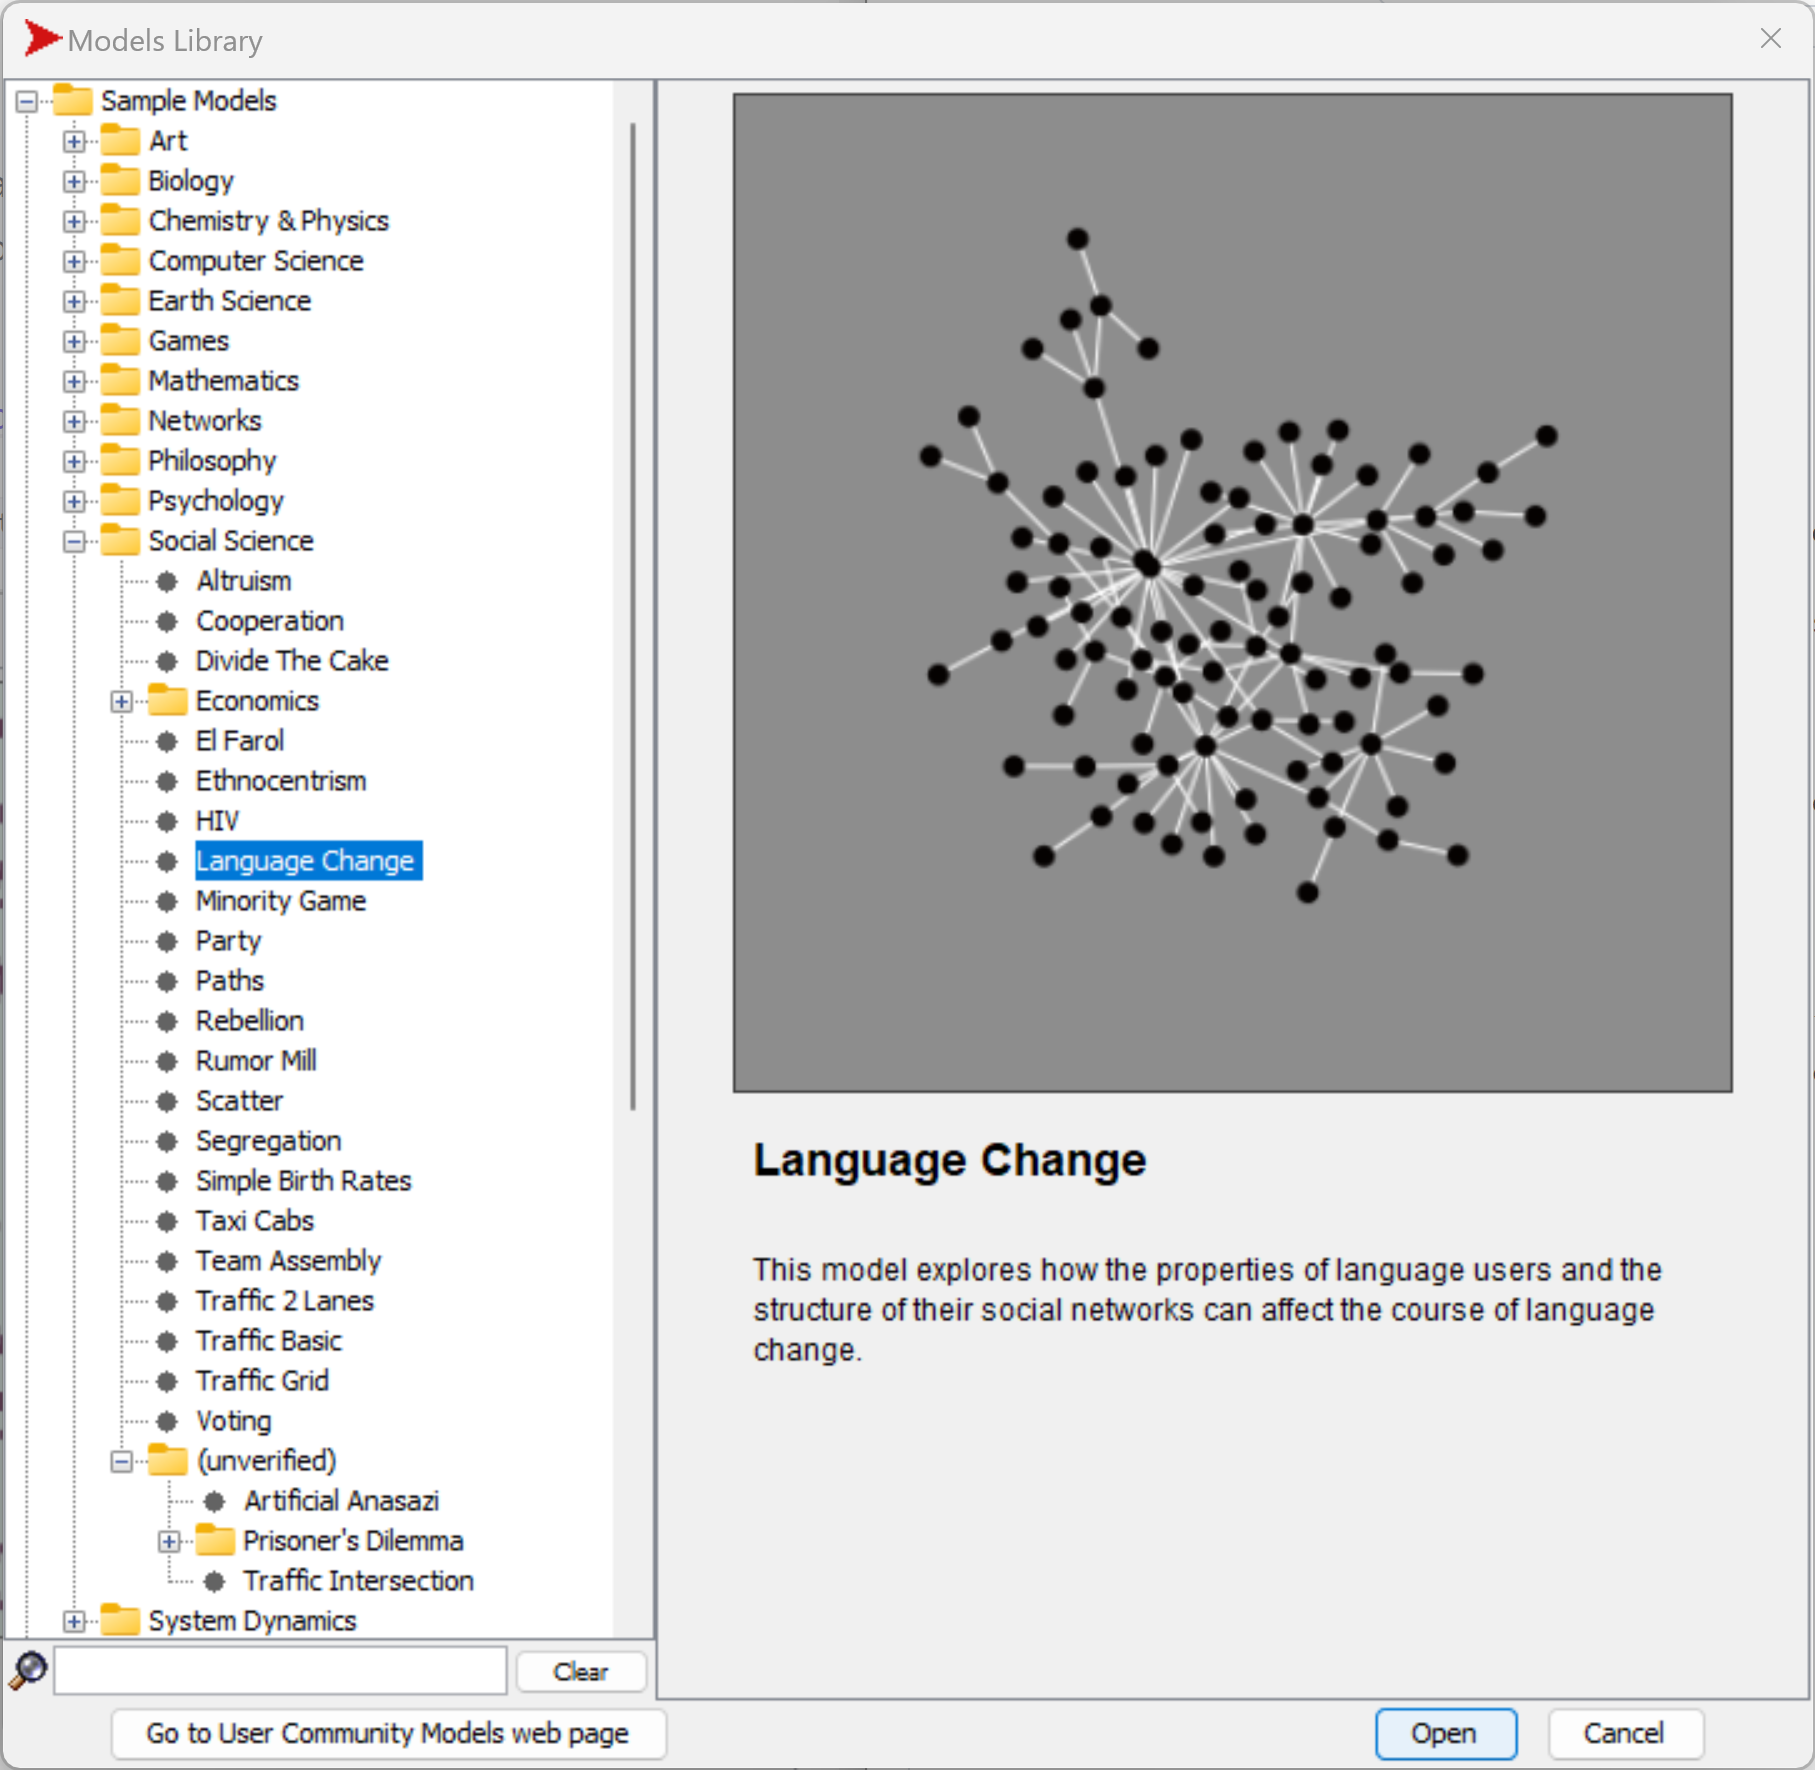 Models Library
Sample Models
Art
Biology
Chemistry & Physics
Computer Science
Earth Science
Games
Mathematics
Networks
Philosophy
Psychology
Social Science
Altruism
Cooperation
Divide The Cake
Economics
El Farol
Ethnocentrism
HIV
Language Change
Minority Game
Party
Paths
Rebellion
Rumor Mill
Scatter
Segregation
Simple Birth Rates
Taxi Cabs
Team Assembly
Traffic 2 Lanes
Traffic Basic
Traffic Grid
Voting
(unverified)
Artificial Anasazi
Prisoner's Dilemma
Traffic Intersection
System Dynamics
Clear
Language Change
This model explores how the properties of language users and the
structure of their social networks can affect the course of language
change.
Go to User Community Models web page
Open
Cancel